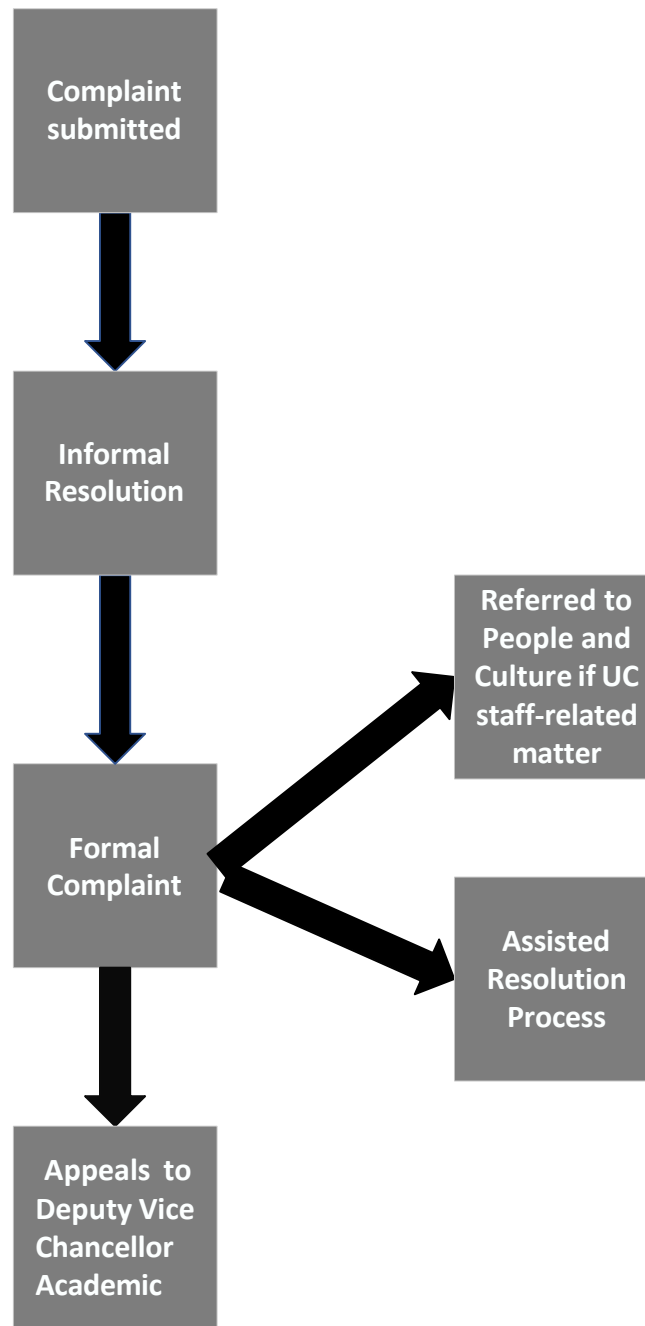 Complaint
submitted
Informal
Resolution
Referred to
People and
Culture if UC
staff-related
matter
Formal
Complaint
Assisted
Resolution
Process
Appeals to
Deputy Vice
Chancellor
Academic